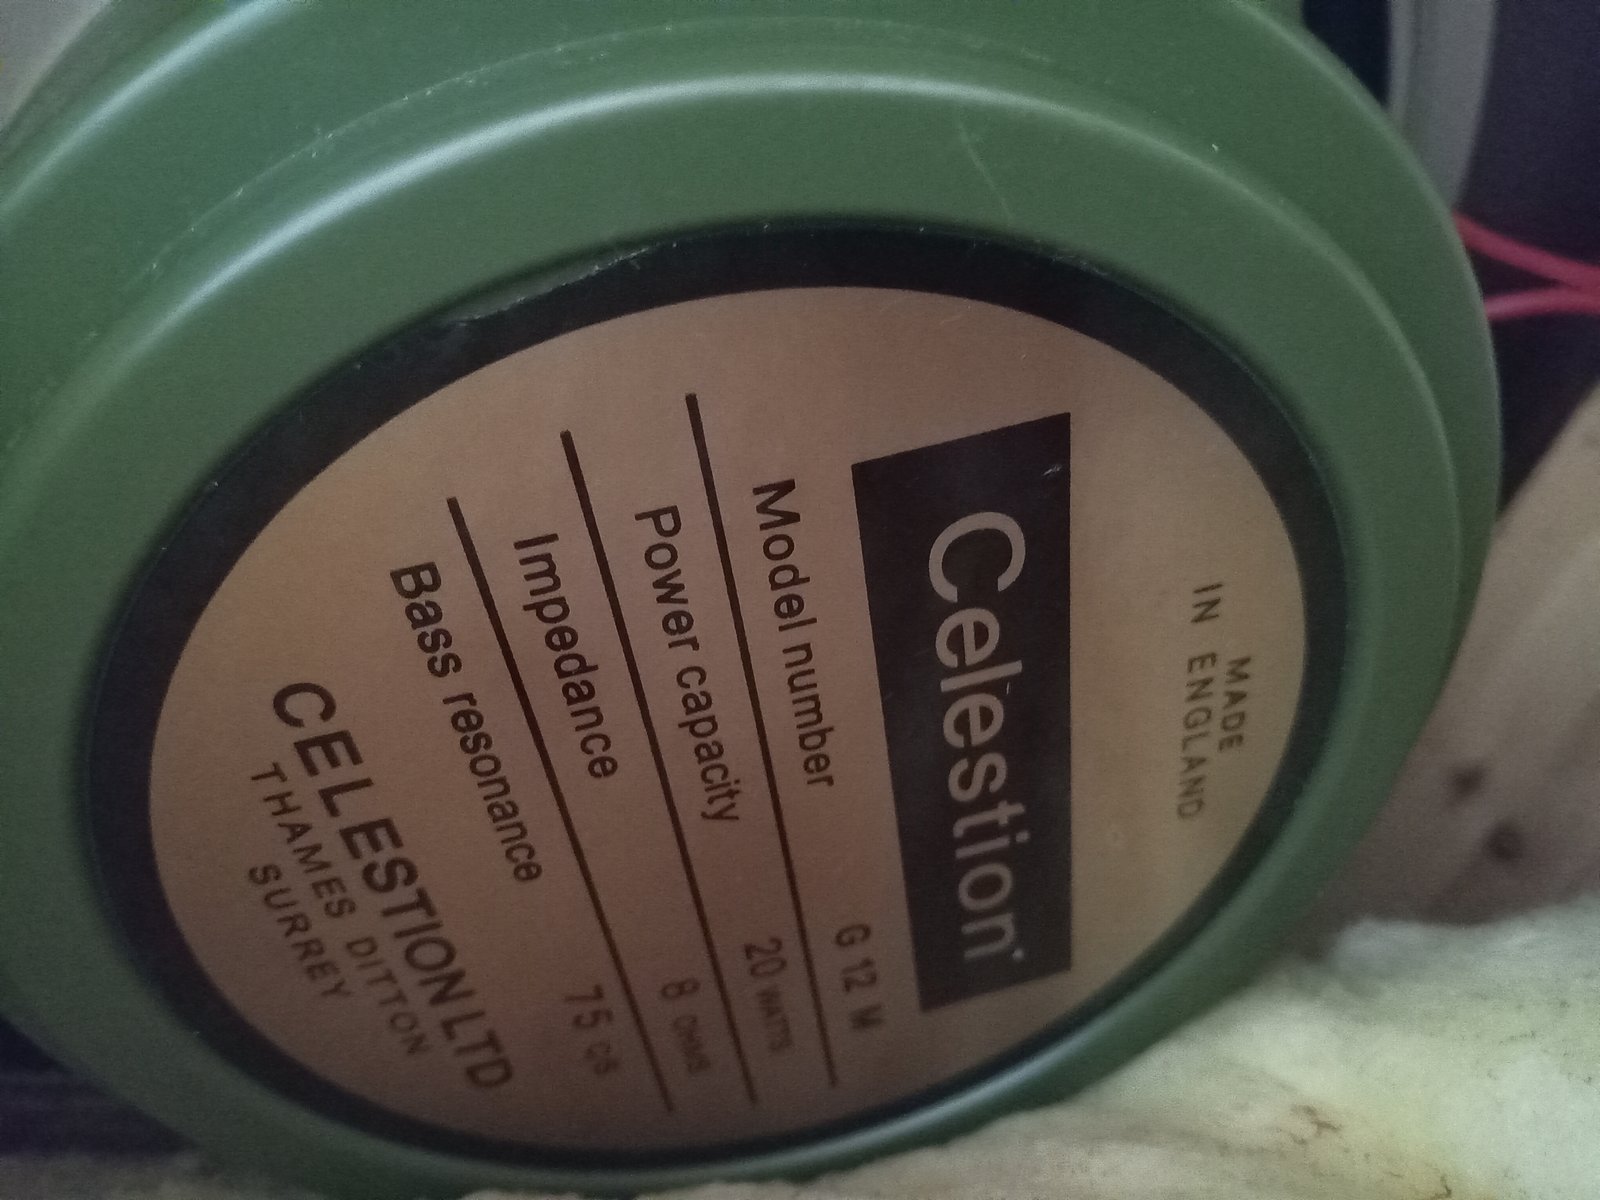 MADE
IN ENGLAND
Celestion
Model number G 12 M
Power capacity 20 WATTS
Impedance 8 OHMS
Bass resonance 75 cs
CELESTION LTD
THAMES DITTON
SURREY